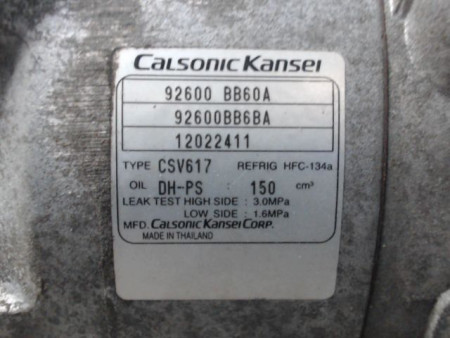 CALSONIC KANSEI
92600 BB60A
92600BB6BA
12022411
TYPE CSV617 REFRIG HFC-134a
OIL DH-PS : 150 cm³
LEAK TEST HIGH SIDE : 3.0MPa
LOW SIDE : 1.6MPa
MFD. CALSONIC KANSEI CORP.
MADE IN THAILAND